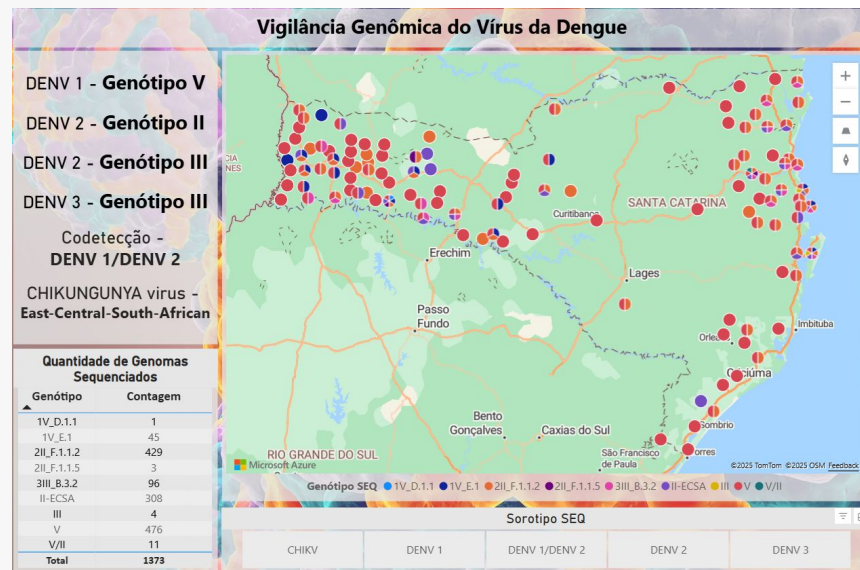 Vigilância Genômica do Vírus da Dengue
DENV 1 - Genótipo V
DENV 2 - Genótipo II
DENV 2 - Genótipo III
DENV 3 - Genótipo III
Codetecção -
DENV 1/DENV 2
CHIKUNGUNYA virus -
East-Central-South-African
Quantidade de Genomas
Sequenciados
Genótipo Contagem
1V_D.1.1 1
1V_E.1 45
2II_F.1.1.2 429
2II_F.1.1.5 3
3III_B.3.2 96
II-ECSA 308
III 4
V 476
V/II 11
Total 1373
SANTA CATARINA
Curitibanos
Erechim
Lages
Passo
Fundo
Imbituba
Bento
Gonçalves
Caxias do Sul
Sombrio
RIO GRANDE DO SUL
São Francisco
de Paula
Microsoft Azure
©2025 TomTom ©2025 OSM Feedback
Genótipo SEQ 1V_D.1.1 1V_E.1 2II_F.1.1.2 2II_F.1.1.5 3III_B.3.2 II-ECSA III V V/II
Sorotipo SEQ
CHIKV DENV 1 DENV 1/DENV 2 DENV 2 DENV 3